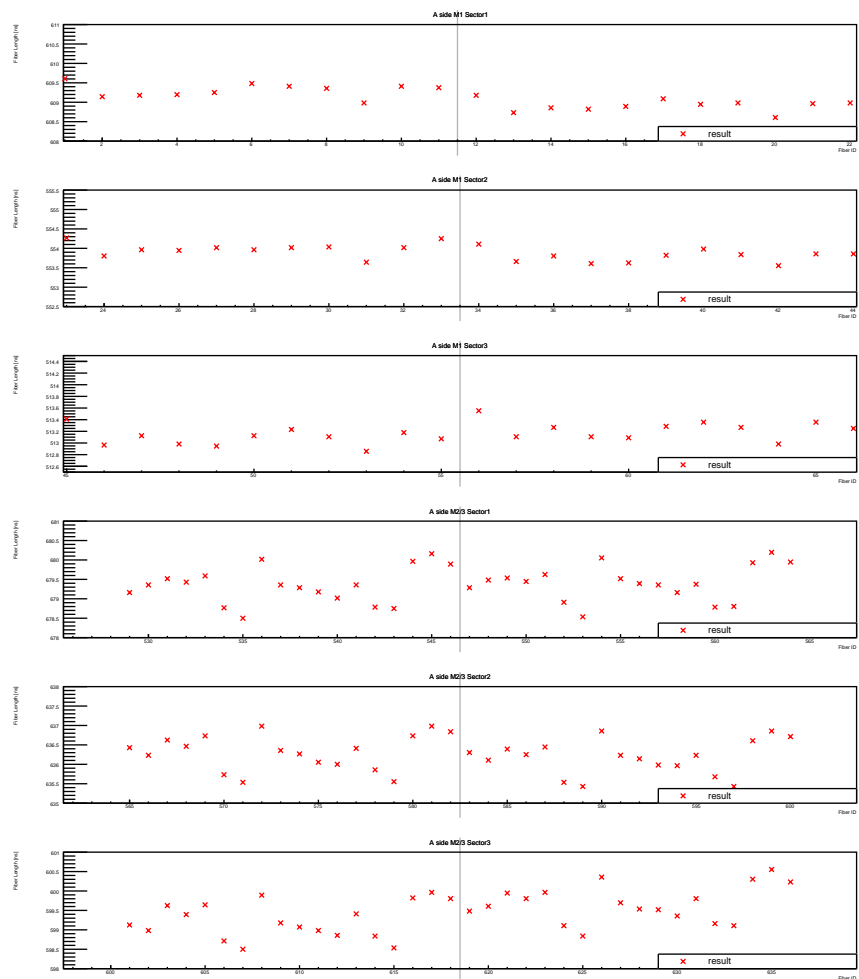 A side M1 Sector1
Fiber Length [ns]
611
610.5
610
609.5
609
608.5
608
2 4 6 8 10 12 14 16 18 20 22
result
Fiber ID
A side M1 Sector2
Fiber Length [ns]
555.5
555
554.5
554
553.5
553
552.5
24 26 28 30 32 34 36 38 40 42 44
result
Fiber ID
A side M1 Sector3
Fiber Length [ns]
514.4
514.2
514
513.8
513.6
513.4
513.2
513
512.8
512.6
45 50 55 60 65
result
Fiber ID
A side M2/3 Sector1
Fiber Length [ns]
681
680.5
680
679.5
679
678.5
678
530 535 540 545 550 555 560 565
result
Fiber ID
A side M2/3 Sector2
Fiber Length [ns]
638
637
636.5
636
635.5
635
565 570 575 580 585 590 595 600
result
Fiber ID
A side M2/3 Sector3
Fiber Length [ns]
601
600.5
600
599.5
599
598.5
598
600 605 610 615 620 625 630 635
result
Fiber ID